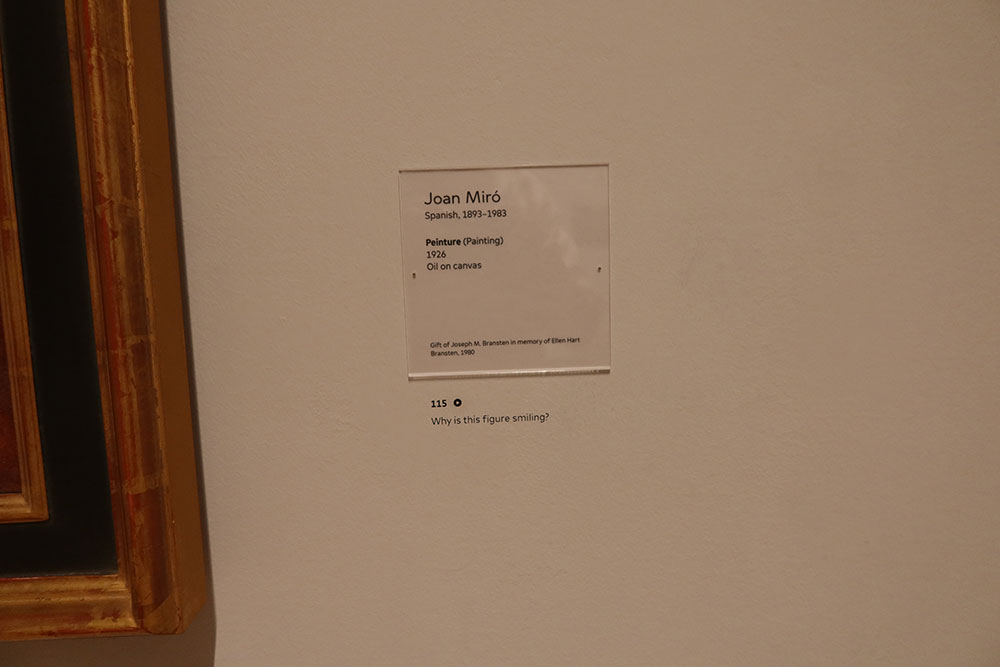 Joan Miró
Spanish, 1893–1983
Peinture (Painting)
1926
Oil on canvas
Gift of Joseph M. Bransten in memory of Ellen Hart
Bransten, 1980
115
Why is this figure smiling?